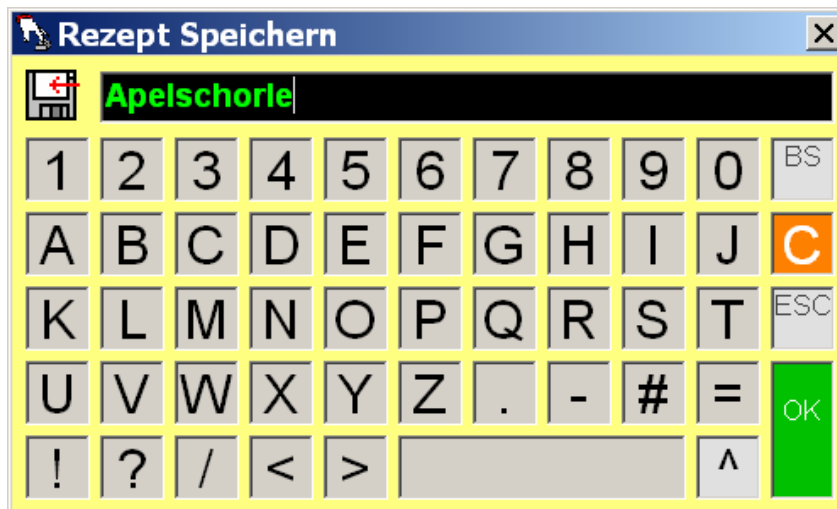 Rezept Speichern
Apelschorle
1 2 3 4 5 6 7 8 9 0 BS
A B C D E F G H I J C
K L M N O P Q R S T ESC
U V W X Y Z . - # = OK
! ? / < > ^